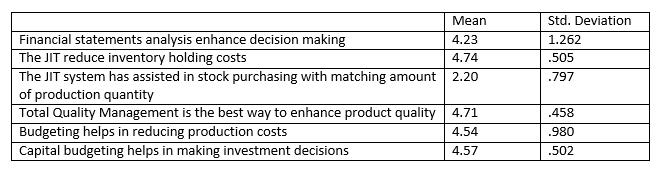 Mean Std. Deviation
Financial statements analysis enhance decision making 4.23 1.262
The JIT reduce inventory holding costs 4.74 .505
The JIT system has assisted in stock purchasing with matching amount 2.20 .797
of production quantity
Total Quality Management is the best way to enhance product quality 4.71 .458
Budgeting helps in reducing production costs 4.54 .980
Capital budgeting helps in making investment decisions 4.57 .502